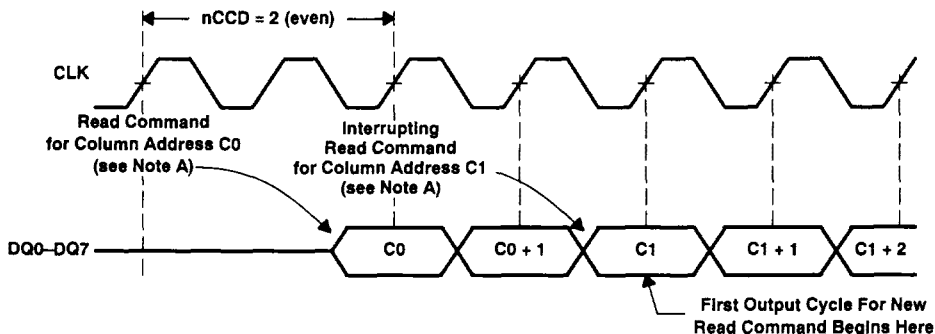 nCCD = 2 (even)
CLK
Read Command
for Column Address C0
(see Note A)
Interrupting
Read Command
for Column Address C1
(see Note A)
DQ0–DQ7
C0
C0 + 1
C1
C1 + 1
C1 + 2
First Output Cycle For New
Read Command Begins Here